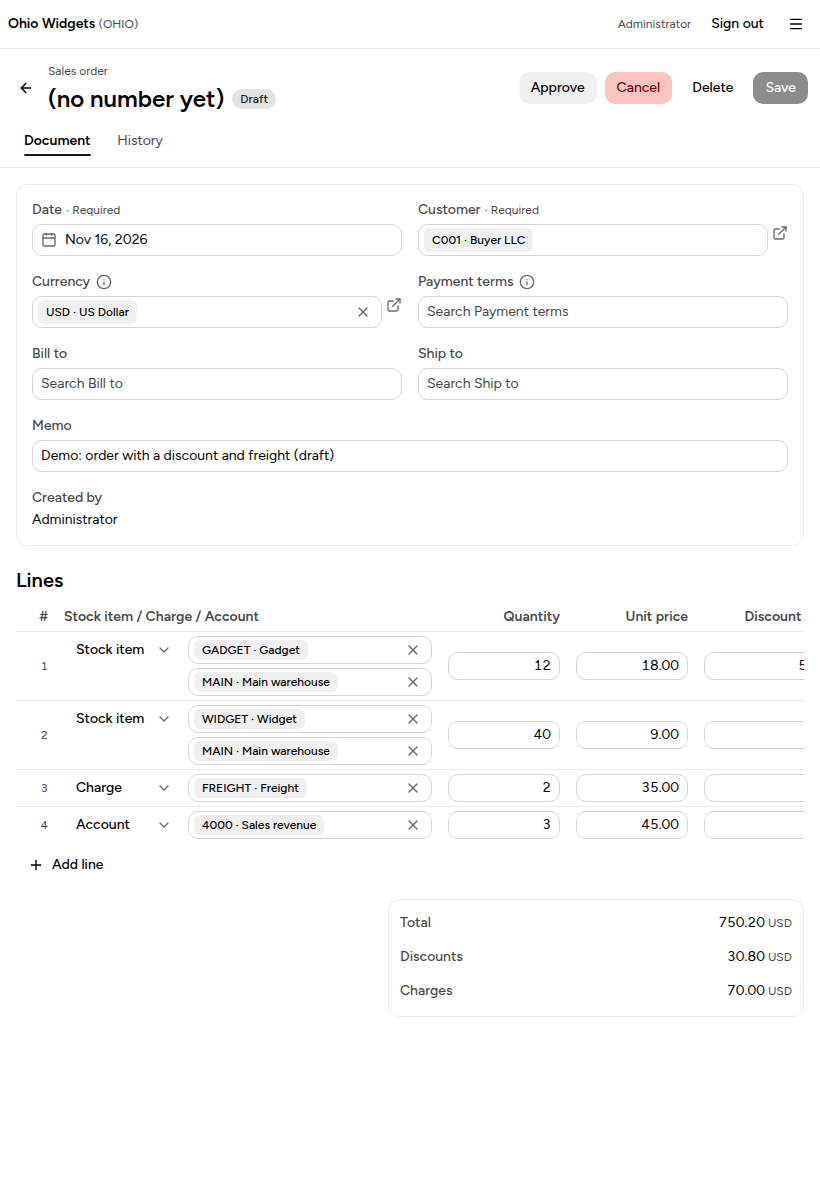 Ohio Widgets (OHIO) Administrator Sign out
Sales order
(no number yet) Draft Approve Cancel Delete Save
Document History
Date · Required Customer · Required
Nov 16, 2026 C001 · Buyer LLC
Currency Payment terms
USD · US Dollar Search Payment terms
Bill to Ship to
Search Bill to Search Ship to
Memo
Demo: order with a discount and freight (draft)
Created by
Administrator
Lines
# Stock item / Charge / Account Quantity Unit price Discount
1 Stock item GADGET · Gadget 12 18.00
MAIN · Main warehouse
2 Stock item WIDGET · Widget 40 9.00
MAIN · Main warehouse
3 Charge FREIGHT · Freight 2 35.00
4 Account 4000 · Sales revenue 3 45.00
Add line
Total 750.20 USD
Discounts 30.80 USD
Charges 70.00 USD